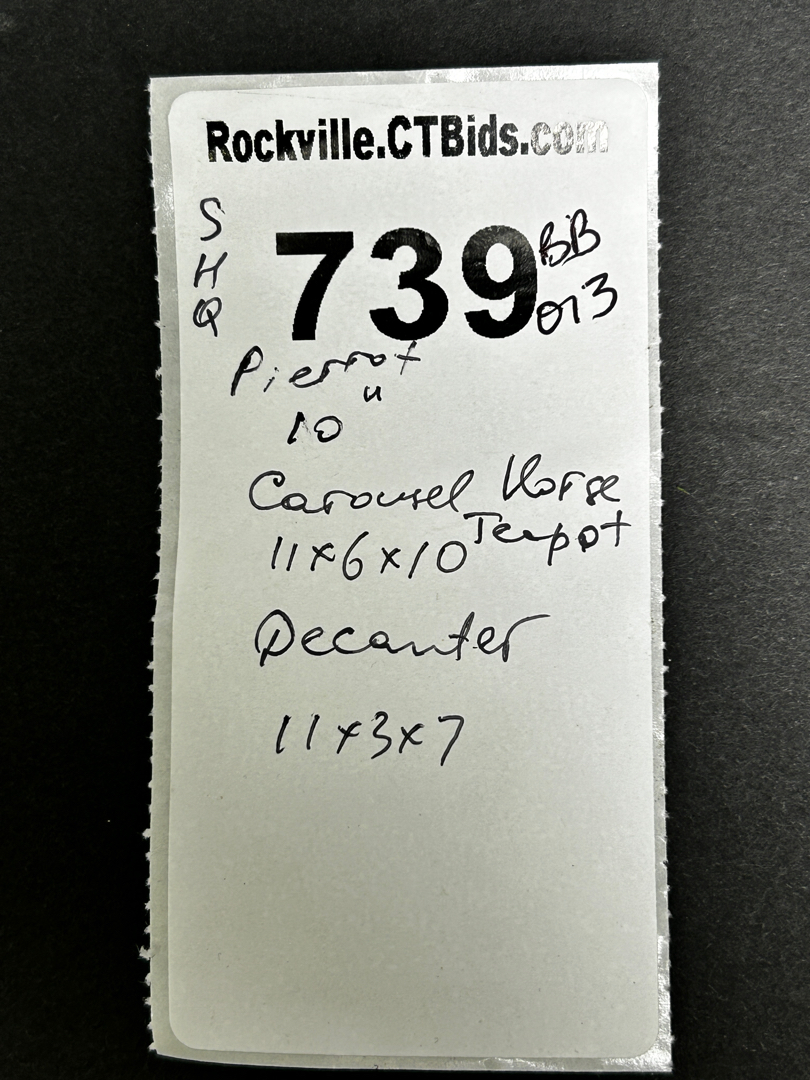 Rockville.CTBids.com
S
H
Q
739
BB
013
Pierrot
10"
Carousel Horse
Teapot
11x6x10
Decanter
11x3x7